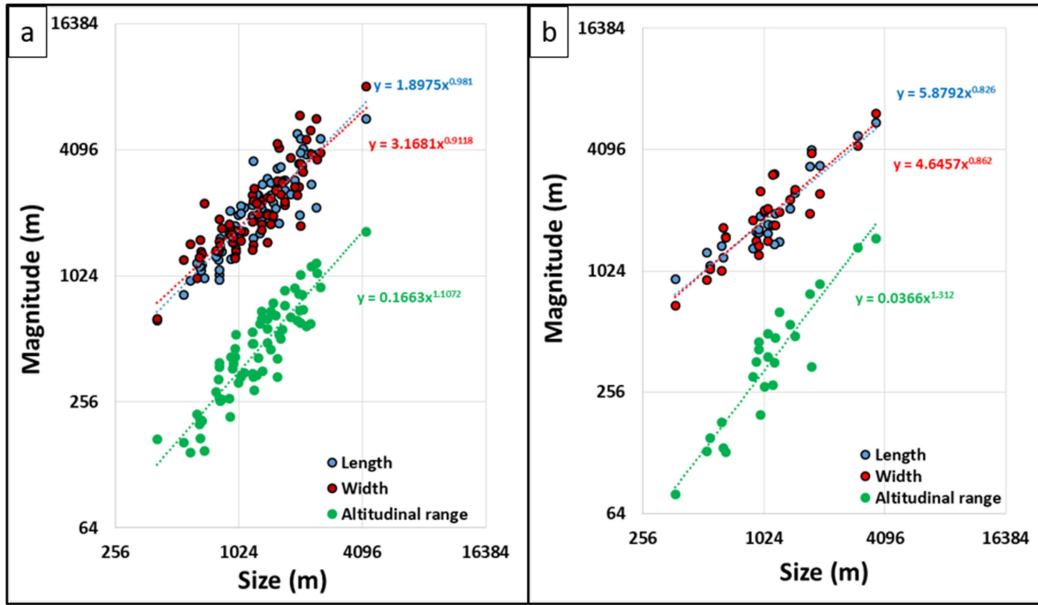 a
16384
4096
1024
256
64
Magnitude (m)
y = 1.8975x^0.981
y = 3.1681x^0.9118
y = 0.1663x^1.1072
Length
Width
Altitudinal range
256
1024
4096
16384
Size (m)
b
16384
4096
1024
256
64
Magnitude (m)
y = 5.8792x^0.826
y = 4.6457x^0.862
y = 0.0366x^1.312
Length
Width
Altitudinal range
256
1024
4096
16384
Size (m)